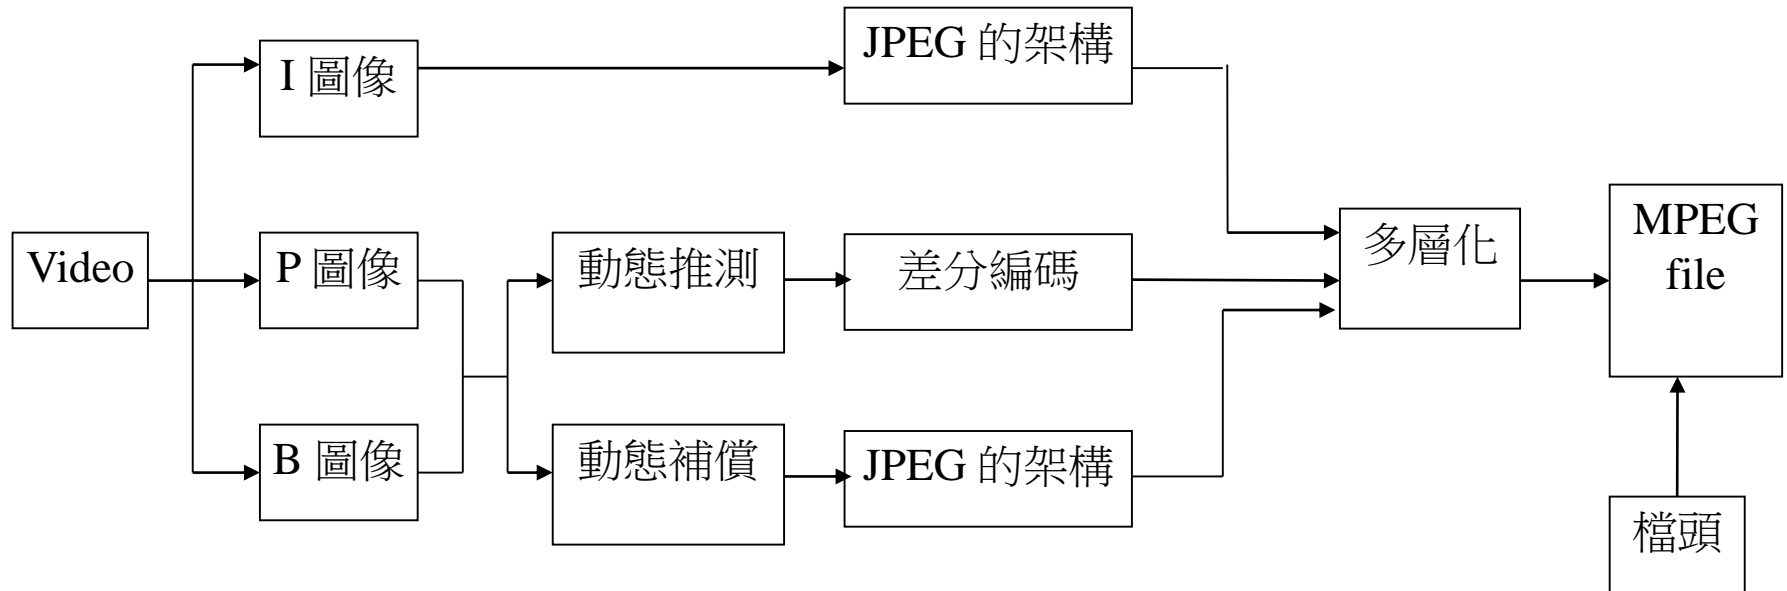 I 圖像
JPEG 的架構
Video
P 圖像
動態推測
差分編碼
多層化
MPEG
file
B 圖像
動態補償
JPEG 的架構
檔頭